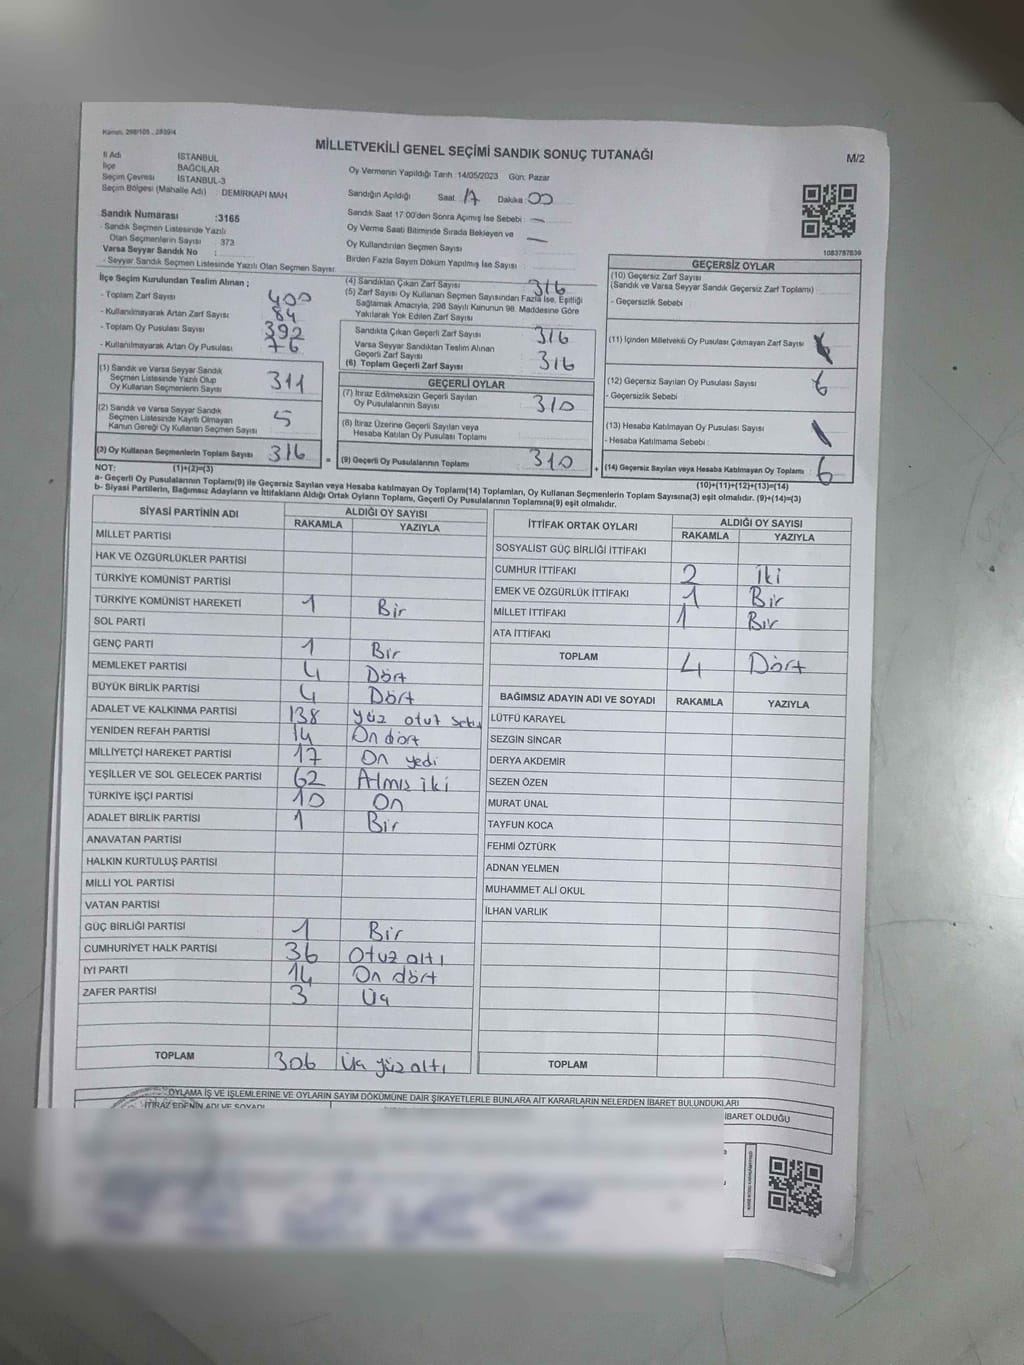 Kanun: 298/105 , 2839/4
MİLLETVEKİLİ GENEL SEÇİMİ SANDIK SONUÇ TUTANAĞI
M/2
İl Adı İSTANBUL
İlçe BAĞCILAR
Seçim Çevresi İSTANBUL-3
Seçim Bölgesi (Mahalle Adı) : DEMİRKAPI MAH
Sandık Numarası :3165
- Sandık Seçmen Listesinde Yazılı
Olan Seçmenlerin Sayısı : 373
Varsa Seyyar Sandık No :
- Seyyar Sandık Seçmen Listesinde Yazılı Olan Seçmen Sayısı:
Oy Vermenin Yapıldığı Tarih :14/05/2023 Gün: Pazar
Sandığın Açıldığı Saat: 17 Dakika: 00
Sandık Saat 17:00'den Sonra Açımış İse Sebebi : —
Oy Verme Saati Bitiminde Sırada Bekleyen ve
Oy Kullandırılan Seçmen Sayısı —
Birden Fazla Sayım Döküm Yapılmış İse Sayısı :
1083787839
İlçe Seçim Kurulundan Teslim Alınan ;
- Toplam Zarf Sayısı 400
- Kullanılmayarak Artan Zarf Sayısı 84
- Toplam Oy Pusulası Sayısı 392
- Kullanılmayarak Artan Oy Pusulası 76
(1) Sandık ve Varsa Seyyar Sandık
Seçmen Listesinde Yazılı Olup
Oy Kullanan Seçmenlerin Sayısı 311
(2) Sandık ve Varsa Seyyar Sandık
Seçmen Listesinde Kayıtlı Olmayan
Kanun Gereği Oy Kullanan Seçmen Sayısı 5
(3) Oy Kullanan Seçmenlerin Toplam Sayısı 316
(1)+(2)=(3)
(4) Sandıktan Çıkan Zarf Sayısı 316
(5) Zarf Sayısı Oy Kullanan Seçmen Sayısından Fazla İse, Eşitliği
Sağlamak Amacıyla, 298 Sayılı Kanunun 98. Maddesine Göre
Yakılarak Yok Edilen Zarf Sayısı
Sandıkta Çıkan Geçerli Zarf Sayısı 316
Varsa Seyyar Sandıktan Teslim Alınan
Geçerli Zarf Sayısı
(6) Toplam Geçerli Zarf Sayısı 316
GEÇERLİ OYLAR
(7) İtiraz Edilmeksizin Geçerli Sayılan
Oy Pusulalarının Sayısı 310
(8) İtiraz Üzerine Geçerli Sayılan veya
Hesaba Katılan Oy Pusulası Toplamı
= (9) Geçerli Oy Pusulalarının Toplamı 310 +
GEÇERSİZ OYLAR
(10) Geçersiz Zarf Sayısı
(Sandık ve Varsa Seyyar Sandık Geçersiz Zarf Toplamı)
- Geçersizlik Sebebi :
(11) İçinden Milletvekili Oy Pusulası Çıkmayan Zarf Sayısı
(12) Geçersiz Sayılan Oy Pusulası Sayısı 6
- Geçersizlik Sebebi
(13) Hesaba Katılmayan Oy Pusulası Sayısı
- Hesaba Katılmama Sebebi :
(14) Geçersiz Sayılan veya Hesaba Katılmayan Oy Toplamı 6
(10)+(11)+(12)+(13)=(14)
NOT:
a- Geçerli Oy Pusulalarının Toplamı(9) ile Geçersiz Sayılan veya Hesaba katılmayan Oy Toplamı(14) Toplamları, Oy Kullanan Seçmenlerin Toplam Sayısına(3) eşit olmalıdır. (9)+(14)=(3)
b- Siyasi Partilerin, Bağımsız Adayların ve İttifakların Aldığı Ortak Oyların Toplamı, Geçerli Oy Pusulalarının Toplamına(9) eşit olmalıdır.
SİYASİ PARTİNİN ADI ALDIĞI OY SAYISI
RAKAMLA YAZIYLA
MİLLET PARTİSİ
HAK VE ÖZGÜRLÜKLER PARTİSİ
TÜRKİYE KOMÜNİST PARTİSİ
TÜRKİYE KOMÜNİST HAREKETİ 1 Bir
SOL PARTİ
GENÇ PARTİ 1 Bir
MEMLEKET PARTİSİ 4 Dört
BÜYÜK BİRLİK PARTİSİ 4 Dört
ADALET VE KALKINMA PARTİSİ 138 yüz otuz
YENİDEN REFAH PARTİSİ 14 On dört
MİLLİYETÇİ HAREKET PARTİSİ 17 On yedi
YEŞİLLER VE SOL GELECEK PARTİSİ 62 Atmış iki
TÜRKİYE İŞÇİ PARTİSİ 10 On
ADALET BİRLİK PARTİSİ 1 Bir
ANAVATAN PARTİSİ
HALKIN KURTULUŞ PARTİSİ
MİLLİ YOL PARTİSİ
VATAN PARTİSİ
GÜÇ BİRLİĞİ PARTİSİ 1 Bir
CUMHURİYET HALK PARTİSİ 36 Otuz altı
İYİ PARTİ 14 On dört
ZAFER PARTİSİ 3 Üç
TOPLAM 306 Üç yüz altı
İTTİFAK ORTAK OYLARI ALDIĞI OY SAYISI
RAKAMLA YAZIYLA
SOSYALİST GÜÇ BİRLİĞİ İTTİFAKI
CUMHUR İTTİFAKI 2 İki
EMEK VE ÖZGÜRLÜK İTTİFAKI 1 Bir
MİLLET İTTİFAKI 1 Bir
ATA İTTİFAKI
TOPLAM 4 Dört
BAĞIMSIZ ADAYIN ADI VE SOYADI RAKAMLA YAZIYLA
LÜTFÜ KARAYEL
SEZGİN SİNCAR
DERYA AKDEMİR
SEZEN ÖZEN
MURAT ÜNAL
TAYFUN KOCA
FEHMİ ÖZTÜRK
ADNAN YELMEN
MUHAMMET ALİ OKUL
İLHAN VARLIK
TOPLAM
OYLAMA İŞ VE İŞLEMLERİNE VE OYLARIN SAYIM DÖKÜMÜNE DAİR ŞİKAYETLERLE BUNLARA AİT KARARLARIN NELERDEN İBARET BULUNDUKLARI
İTİRAZ EDENİN ADI VE SOYADI
İBARET OLDUĞU